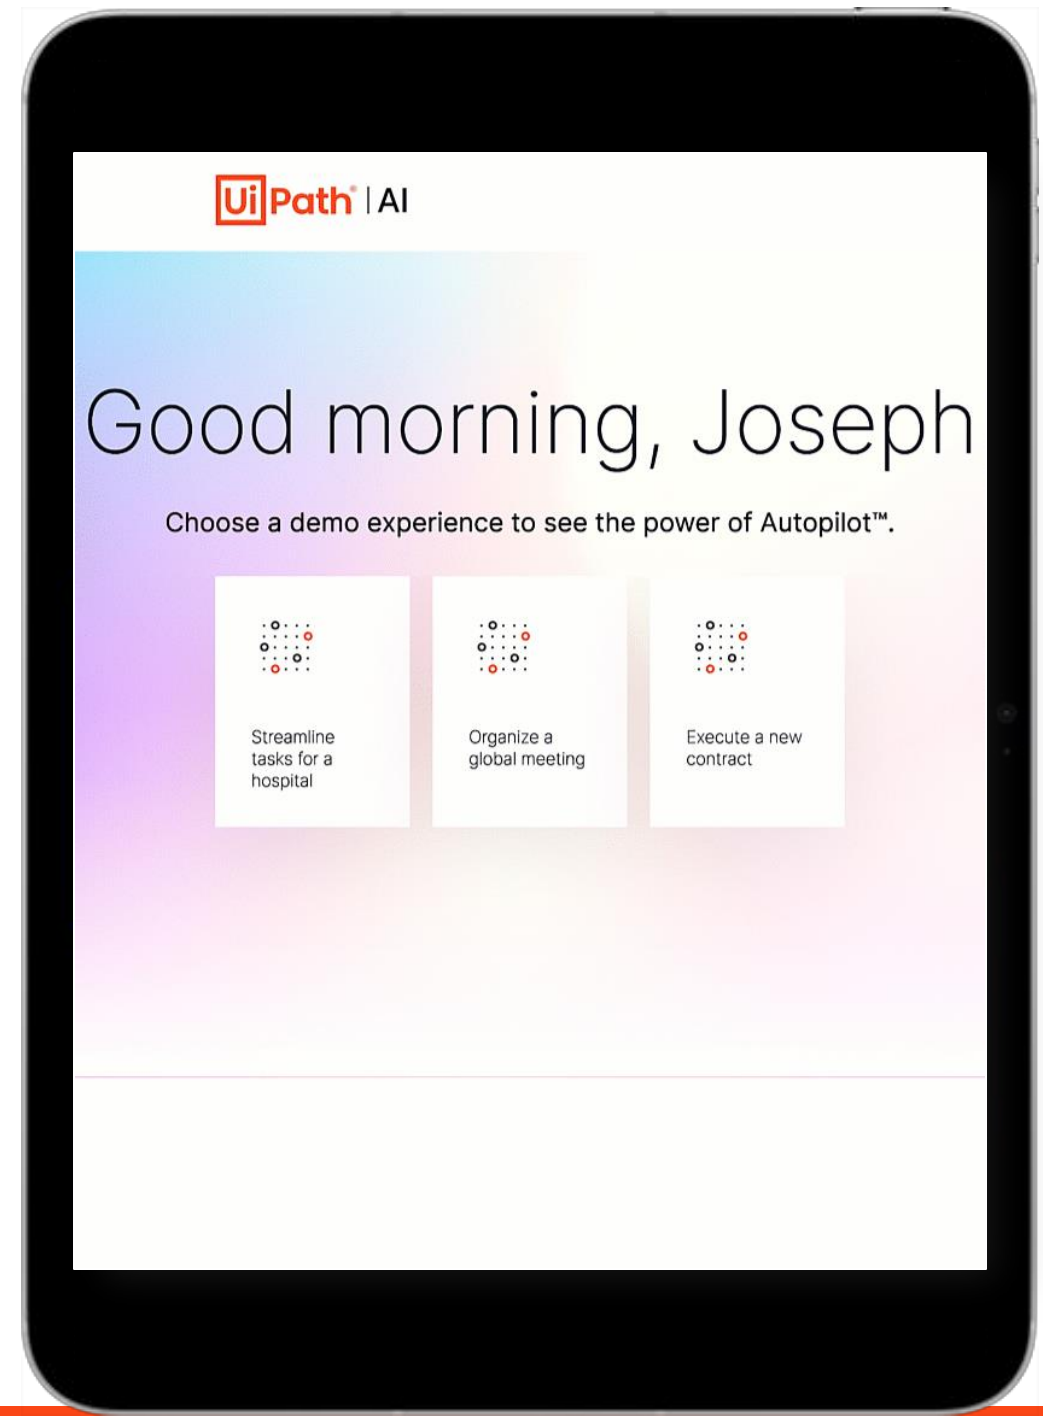 UiPath® | AI
Good morning, Joseph
Choose a demo experience to see the power of Autopilot™.
Streamline
tasks for a
hospital
Organize a
global meeting
Execute a new
contract